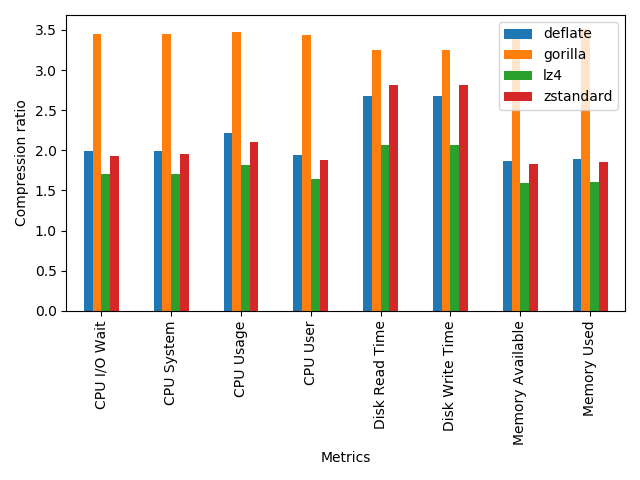 deflate
gorilla
lz4
zstandard
Compression ratio
3.5
3.0
2.5
2.0
1.5
1.0
0.5
0.0
CPU I/O Wait
CPU System
CPU Usage
CPU User
Disk Read Time
Disk Write Time
Memory Available
Memory Used
Metrics